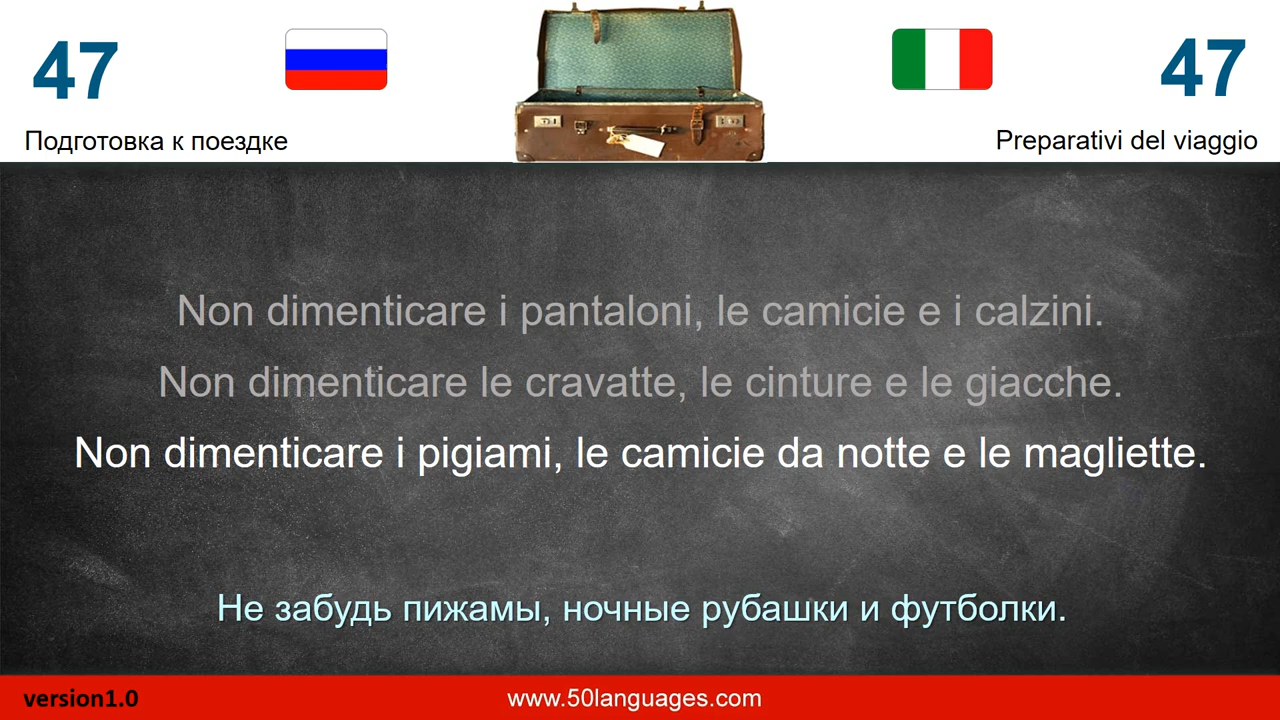 47
47
Подготовка к поездке
Preparativi del viaggio
Non dimenticare i pantaloni, le camicie e i calzini.
Non dimenticare le cravatte, le cinture e le giacche.
Non dimenticare i pigiami, le camicie da notte e le magliette.
Не забудь пижамы, ночные рубашки и футболки.
version1.0
www.50languages.com